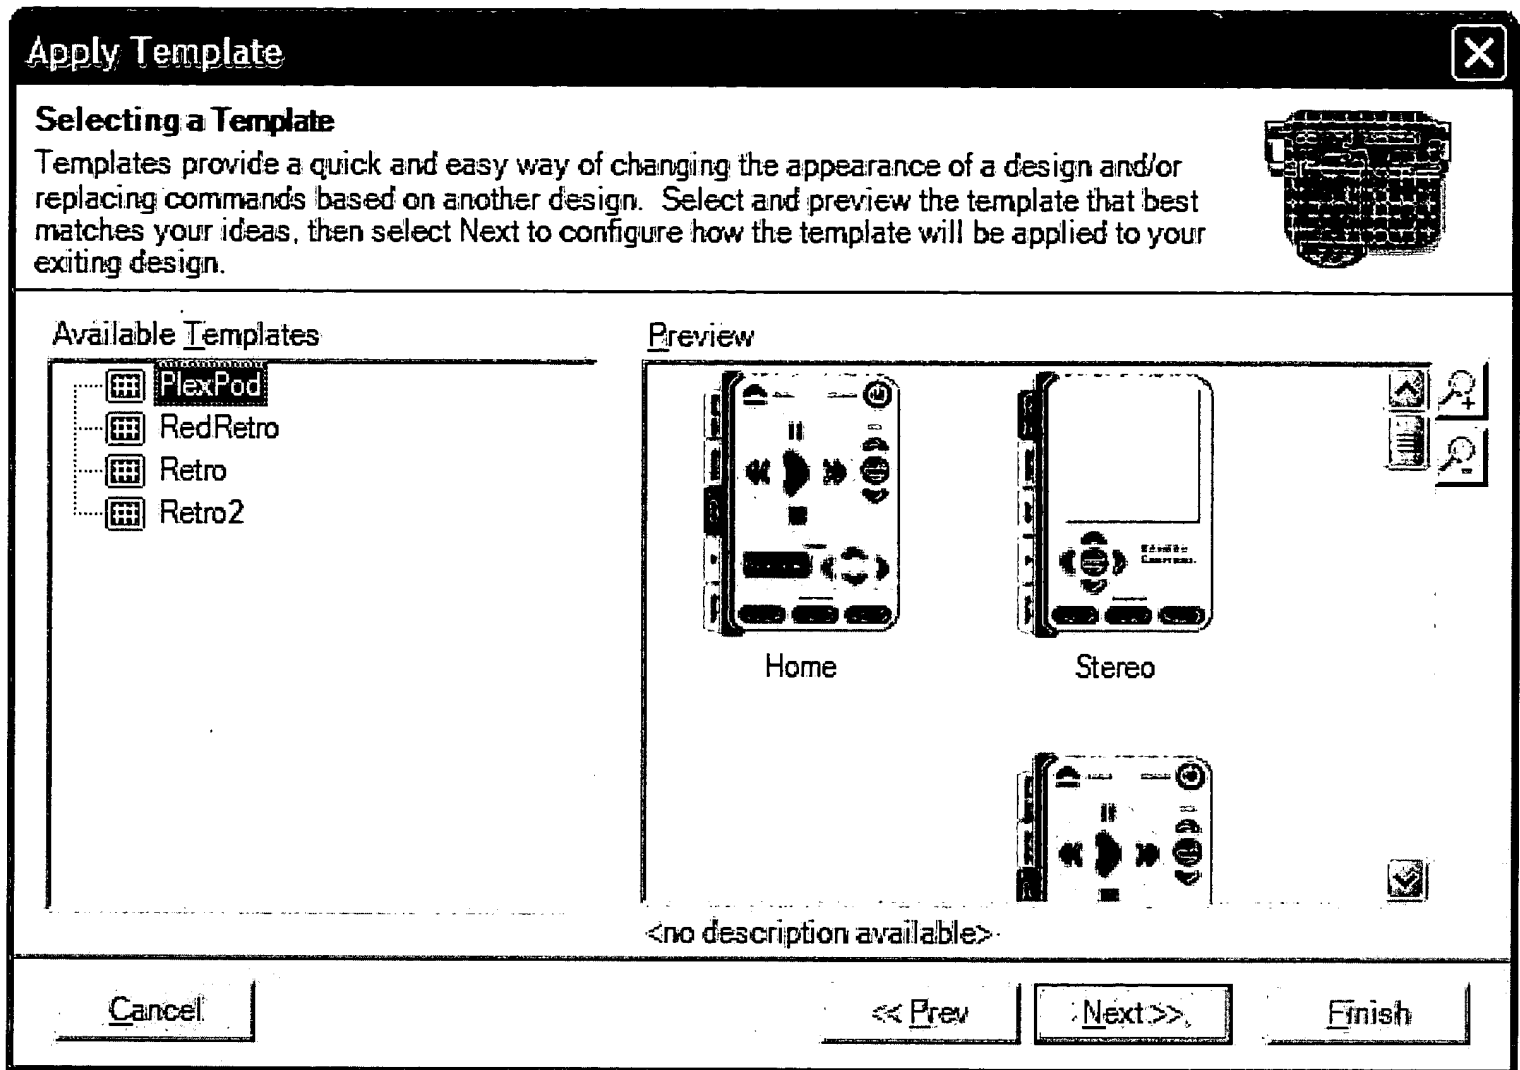 Apply Template
Selecting a Template
Templates provide a quick and easy way of changing the appearance of a design and/or
replacing commands based on another design. Select and preview the template that best
matches your ideas, then select Next to configure how the template will be applied to your
exiting design.
Available Templates
PlexPod
RedRetro
Retro
Retro2
Preview
Home
Stereo
<no description available>
Cancel
<< Prev
Next >>
Finish